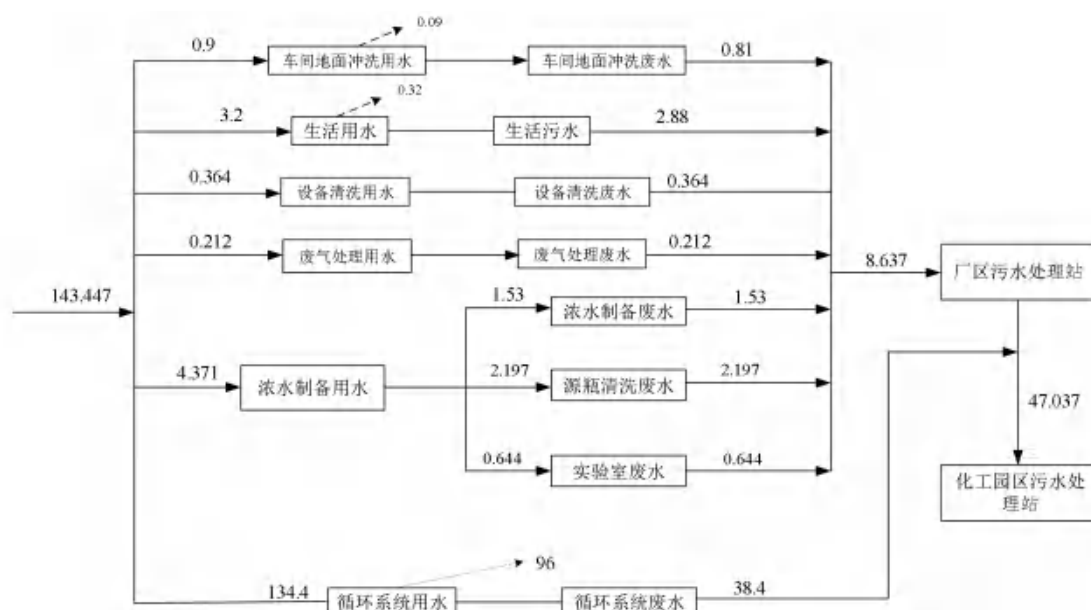 0.09
0.9
车间地面冲洗用水
车间地面冲洗废水
0.81
0.32
3.2
生活用水
生活污水
2.88
0.364
设备清洗用水
设备清洗废水
0.364
0.212
废气处理用水
废气处理废水
0.212
8.637
厂区污水处理站
143.447
1.53
浓水制备废水
1.53
4.371
浓水制备用水
2.197
源瓶清洗废水
2.197
47.037
0.644
实验室废水
0.644
化工园区污水处
理站
96
134.4
循环系统用水
循环系统废水
38.4